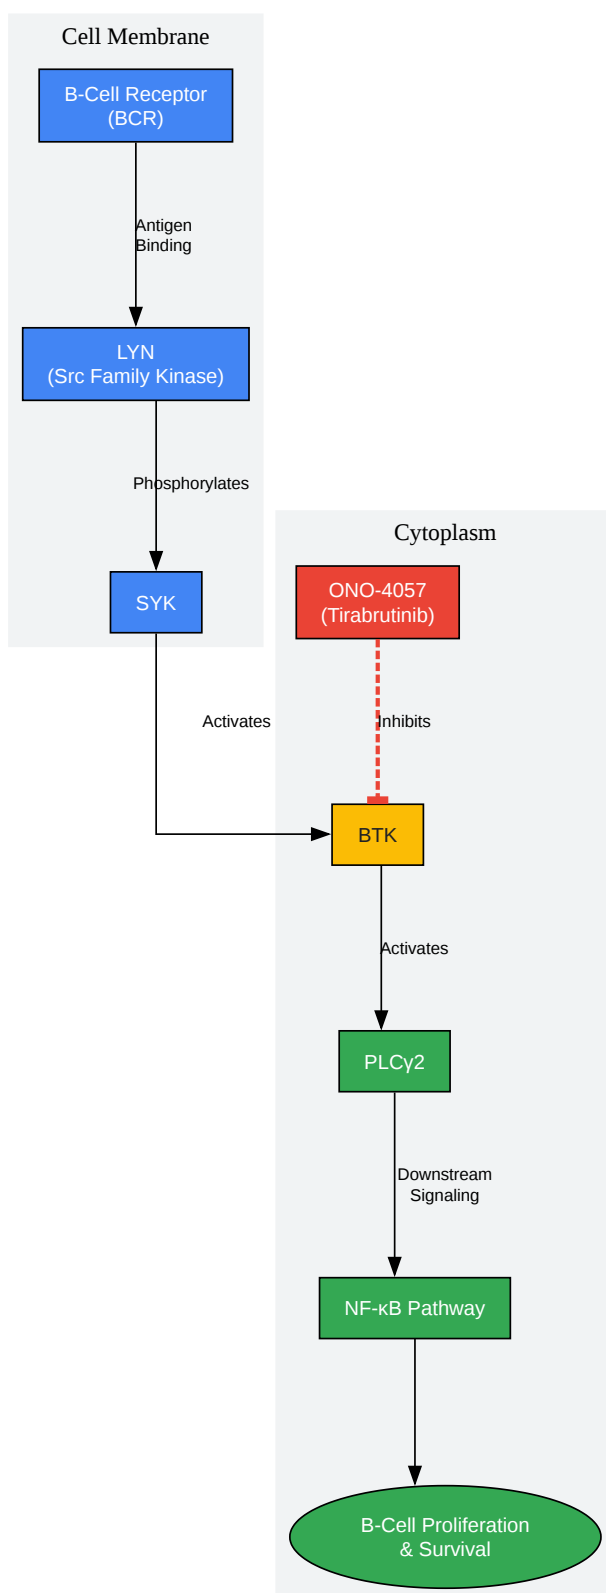 Cell Membrane
B-Cell Receptor
(BCR)
Antigen
Binding
LYN
(Src Family Kinase)
Phosphorylates
SYK
Cytoplasm
ONO-4057
(Tirabrutinib)
Activates
Inhibits
BTK
Activates
PLCγ2
Downstream
Signaling
NF-κB Pathway
B-Cell Proliferation
& Survival